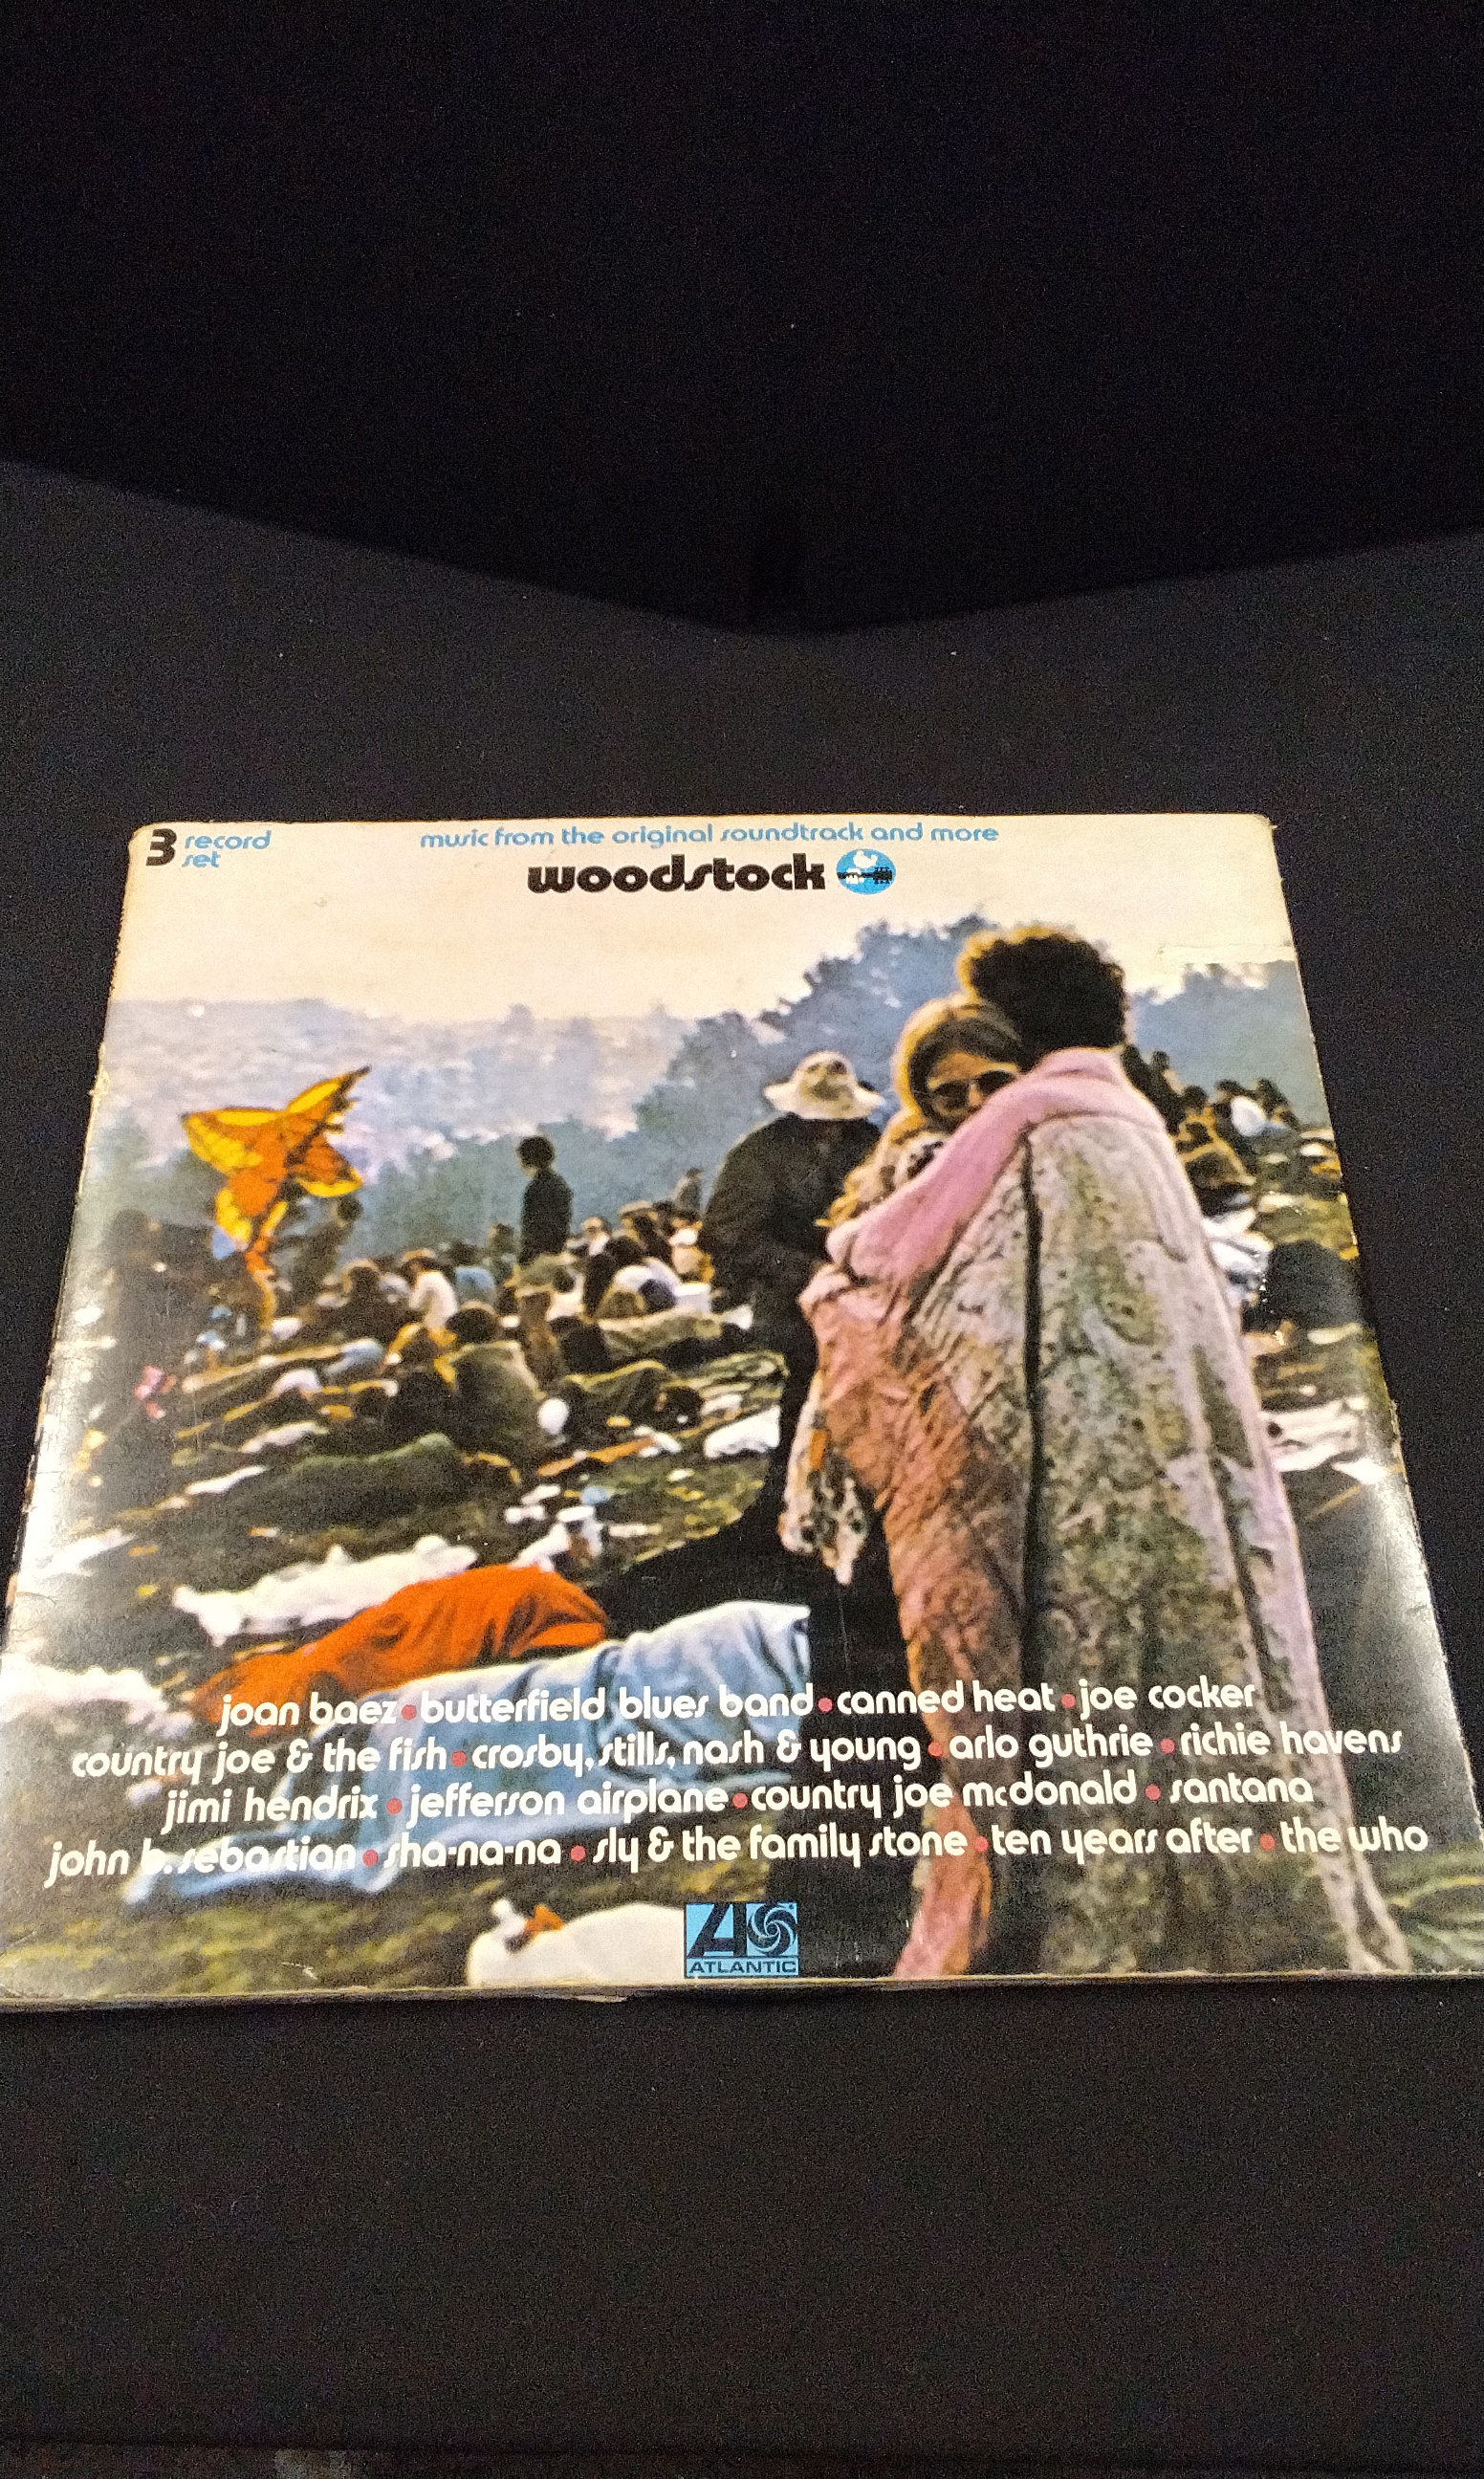 3 record
set
music from the original soundtrack and more
woodstock
joan baez • butterfield blues band • canned heat • joe cocker
country joe & the fish • crosby, stills, nash & young • arlo guthrie • richie havens
jimi hendrix • jefferson airplane • country joe mcdonald • santana
john b. sebastian • sha-na-na • sly & the family stone • ten years after • the who
ATLANTIC